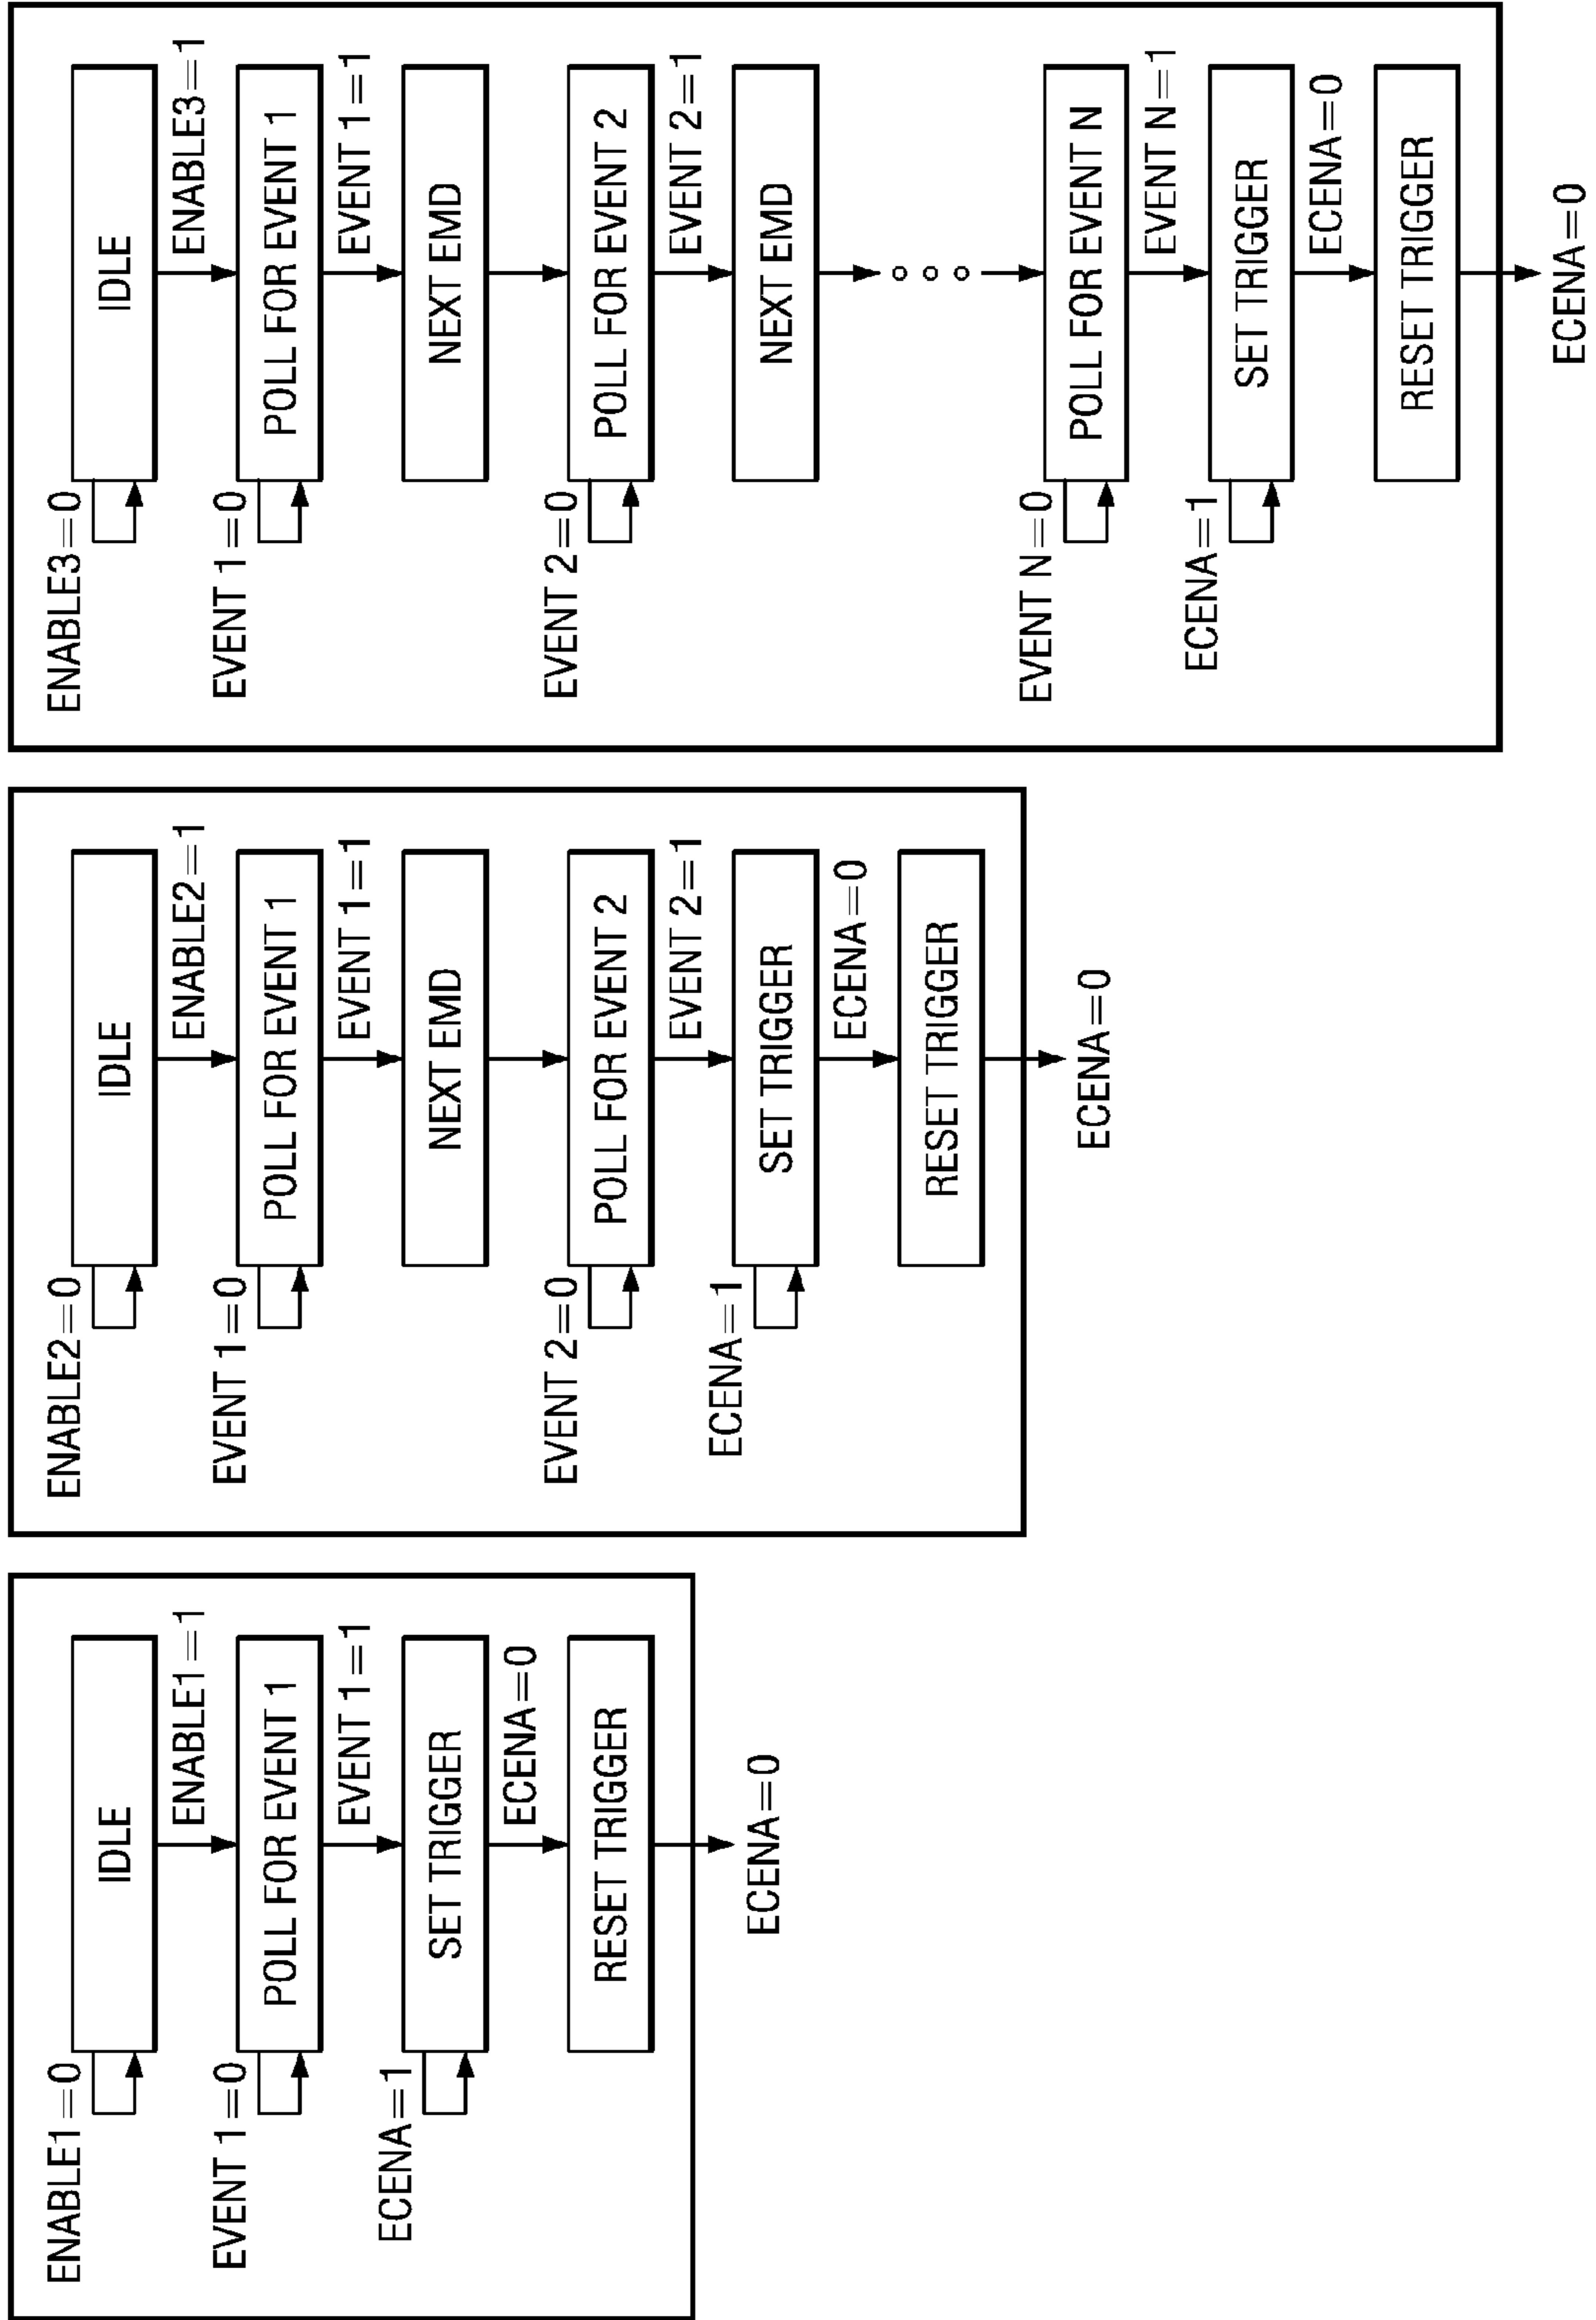 ENABLE1=0
IDLE
ENABLE1=1
EVENT 1=0
POLL FOR EVENT 1
EVENT 1=1
ECENA=1
SET TRIGGER
ECENA=0
RESET TRIGGER
ECENA=0
ENABLE2=0
IDLE
ENABLE2=1
EVENT 1=0
POLL FOR EVENT 1
EVENT 1=1
NEXT EMD
EVENT 2=0
POLL FOR EVENT 2
EVENT 2=1
ECENA=1
SET TRIGGER
ECENA=0
RESET TRIGGER
ECENA=0
ENABLE3=0
IDLE
ENABLE3=1
EVENT 1=0
POLL FOR EVENT 1
EVENT 1=1
NEXT EMD
EVENT 2=0
POLL FOR EVENT 2
EVENT 2=1
NEXT EMD
EVENT N=0
POLL FOR EVENT N
EVENT N=1
ECENA=1
SET TRIGGER
ECENA=0
RESET TRIGGER
ECENA=0